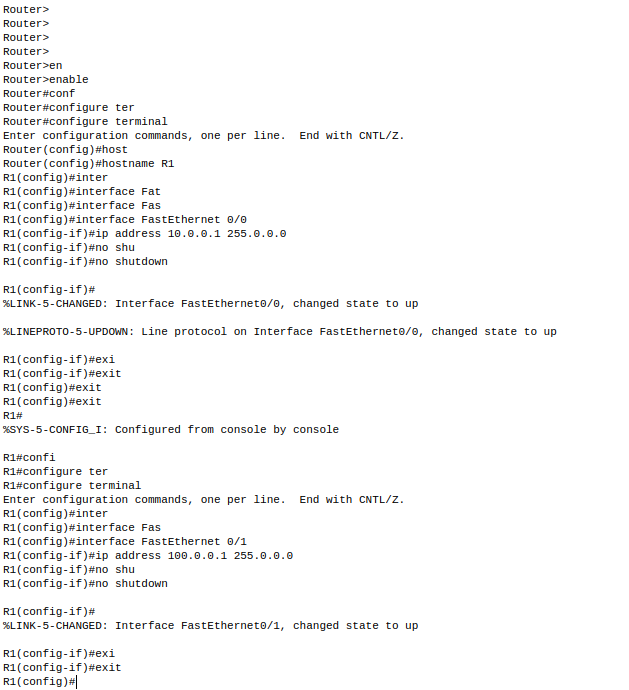 Router>
Router>
Router>
Router>
Router>en
Router>enable
Router#conf
Router#configure ter
Router#configure terminal
Enter configuration commands, one per line.  End with CNTL/Z.
Router(config)#host
Router(config)#hostname R1
R1(config)#inter
R1(config)#interface Fat
R1(config)#interface Fas
R1(config)#interface FastEthernet 0/0
R1(config-if)#ip address 10.0.0.1 255.0.0.0
R1(config-if)#no shu
R1(config-if)#no shutdown

R1(config-if)#
%LINK-5-CHANGED: Interface FastEthernet0/0, changed state to up

%LINEPROTO-5-UPDOWN: Line protocol on Interface FastEthernet0/0, changed state to up

R1(config-if)#exi
R1(config-if)#exit
R1(config)#exit
R1(config)#exit
R1#
%SYS-5-CONFIG_I: Configured from console by console

R1#confi
R1#configure ter
R1#configure terminal
Enter configuration commands, one per line.  End with CNTL/Z.
R1(config)#inter
R1(config)#interface Fas
R1(config)#interface FastEthernet 0/1
R1(config-if)#ip address 100.0.0.1 255.0.0.0
R1(config-if)#no shu
R1(config-if)#no shutdown

R1(config-if)#
%LINK-5-CHANGED: Interface FastEthernet0/1, changed state to up

R1(config-if)#exi
R1(config-if)#exit
R1(config)#